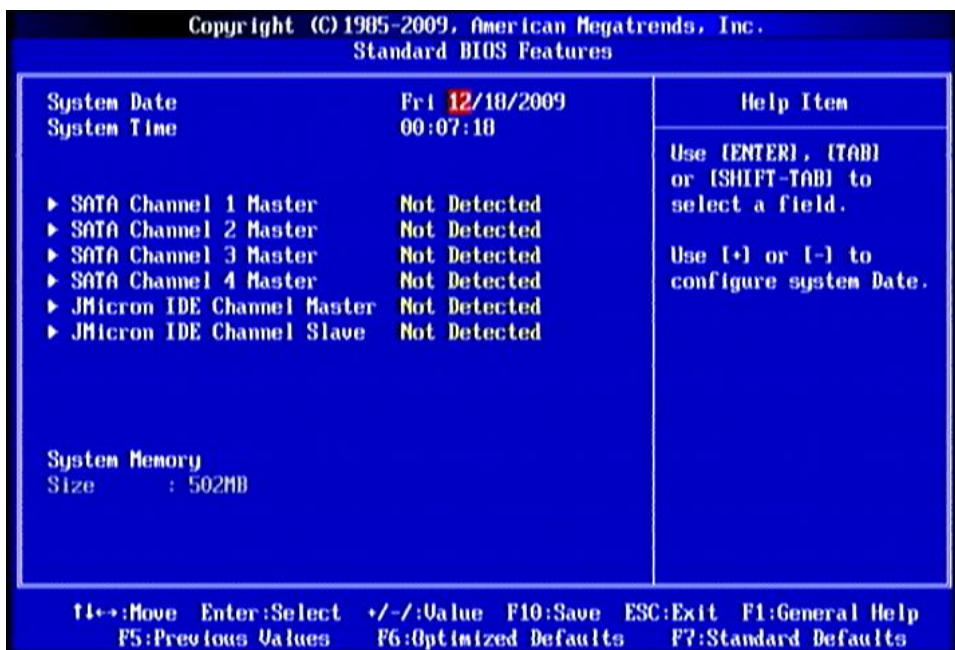 Copyright (C)1985-2009, American Megatrends, Inc.
Standard BIOS Features
System Date Fri 12/18/2009
System Time 00:07:18
▶ SATA Channel 1 Master Not Detected
▶ SATA Channel 2 Master Not Detected
▶ SATA Channel 3 Master Not Detected
▶ SATA Channel 4 Master Not Detected
▶ JMicron IDE Channel Master Not Detected
▶ JMicron IDE Channel Slave Not Detected
System Memory
Size : 502MB
Help Item
Use [ENTER], [TAB]
or [SHIFT-TAB] to
select a field.
Use [+] or [-] to
configure system Date.
↑↓←→:Move Enter:Select +/-/:Value F10:Save ESC:Exit F1:General Help
F5:Previous Values F6:Optimized Defaults F7:Standard Defaults